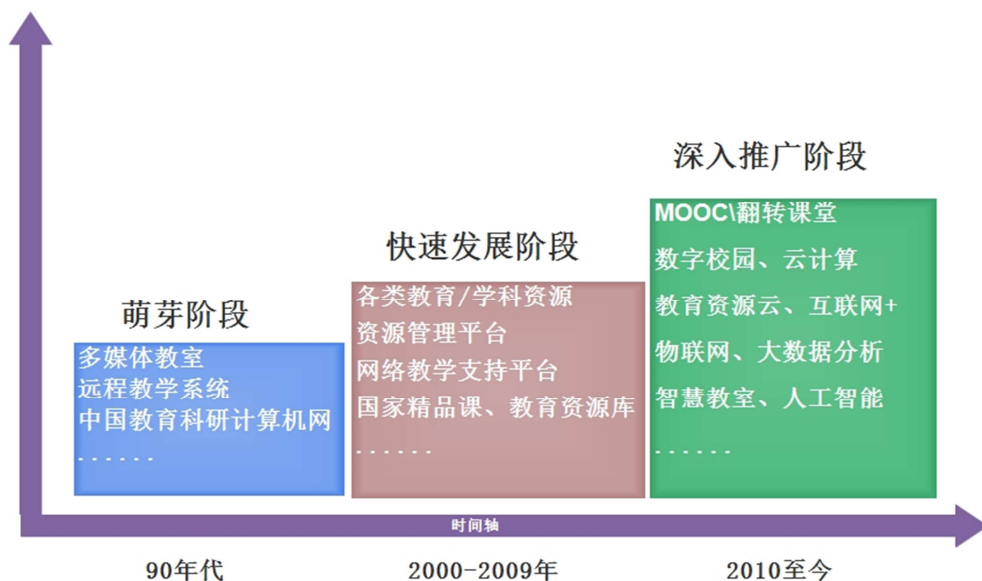 深入推广阶段
MOOC\翻转课堂
数字校园、云计算
教育资源云、互联网+
物联网、大数据分析
智慧教室、人工智能
......
快速发展阶段
各类教育/学科资源
资源管理平台
网络教学支持平台
国家精品课、教育资源库
......
萌芽阶段
多媒体教室
远程教学系统
中国教育科研计算机网
......
时间轴
90年代
2000-2009年
2010至今